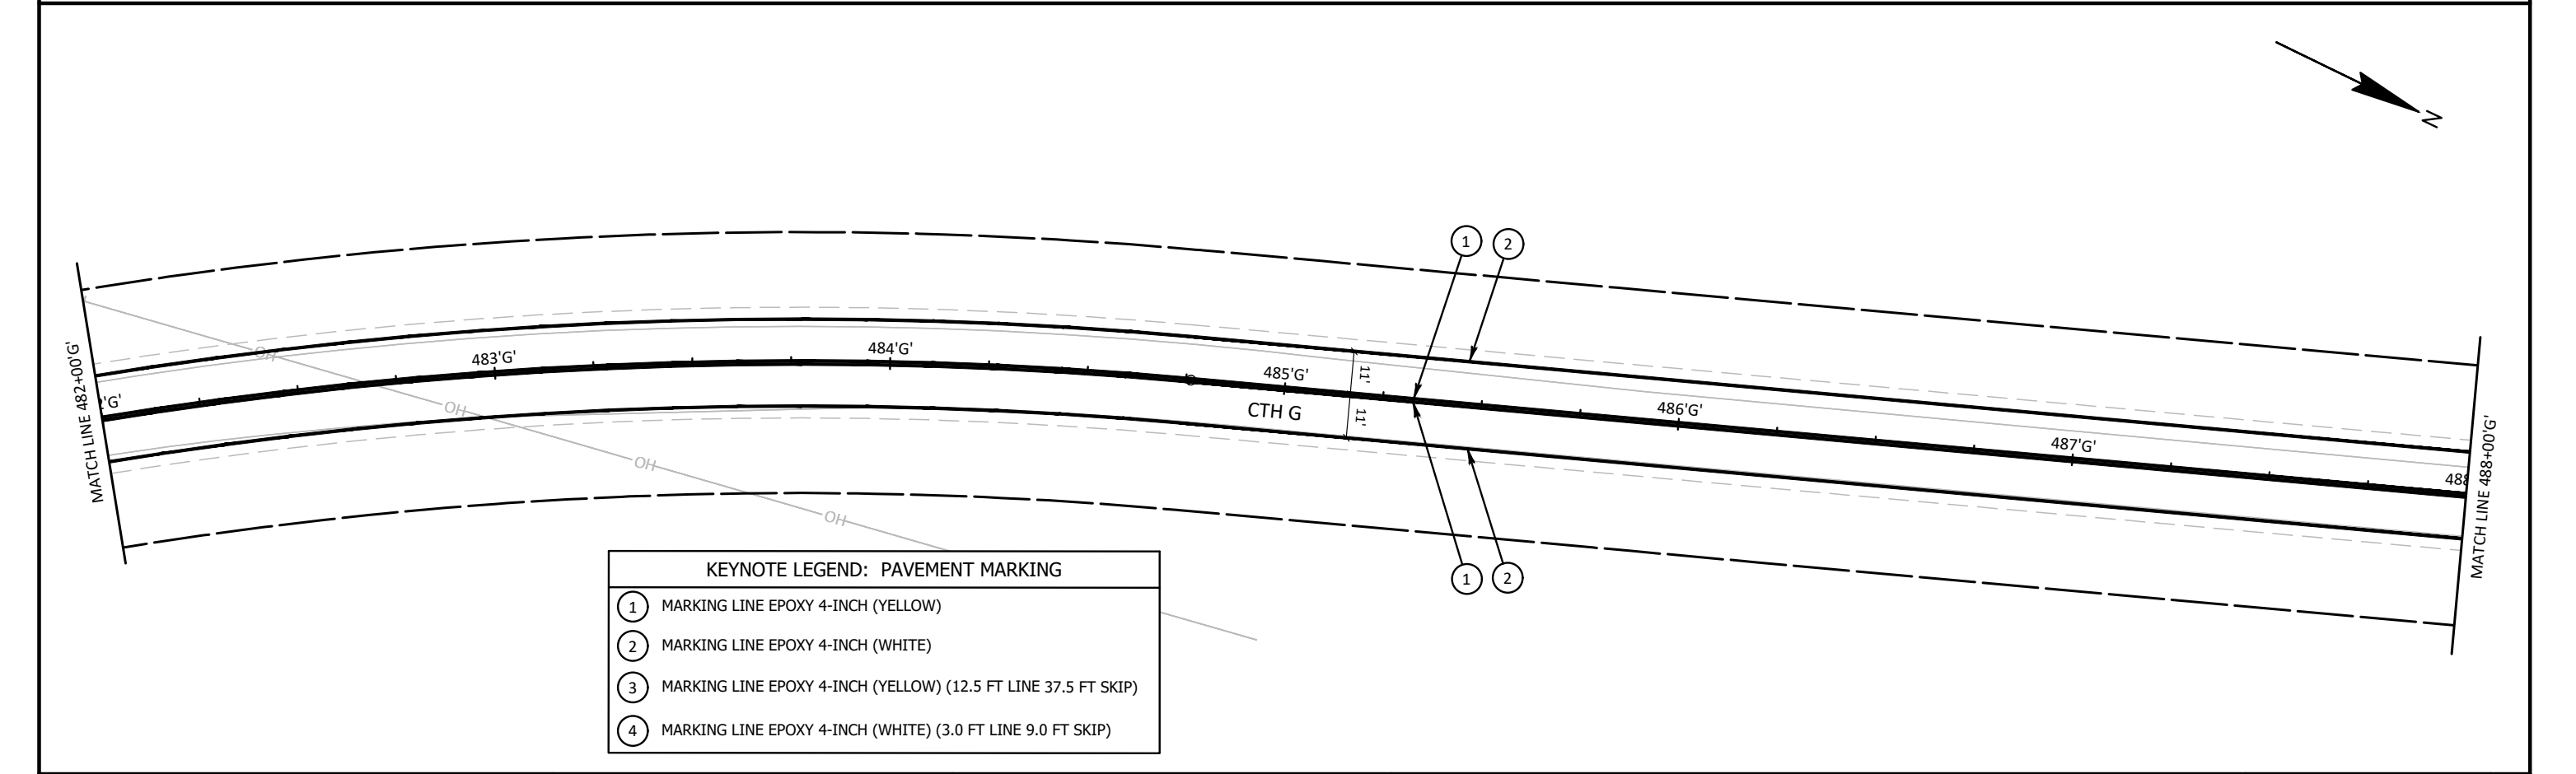 N
1 2
MATCH LINE 482+00'G'
'G'
483'G'
484'G'
485'G'
486'G'
487'G'
488
MATCH LINE 488+00'G'
OH
OH
OH
OH
CTH G
11'
11'
1 2
KEYNOTE LEGEND: PAVEMENT MARKING
1 MARKING LINE EPOXY 4-INCH (YELLOW)
2 MARKING LINE EPOXY 4-INCH (WHITE)
3 MARKING LINE EPOXY 4-INCH (YELLOW) (12.5 FT LINE 37.5 FT SKIP)
4 MARKING LINE EPOXY 4-INCH (WHITE) (3.0 FT LINE 9.0 FT SKIP)